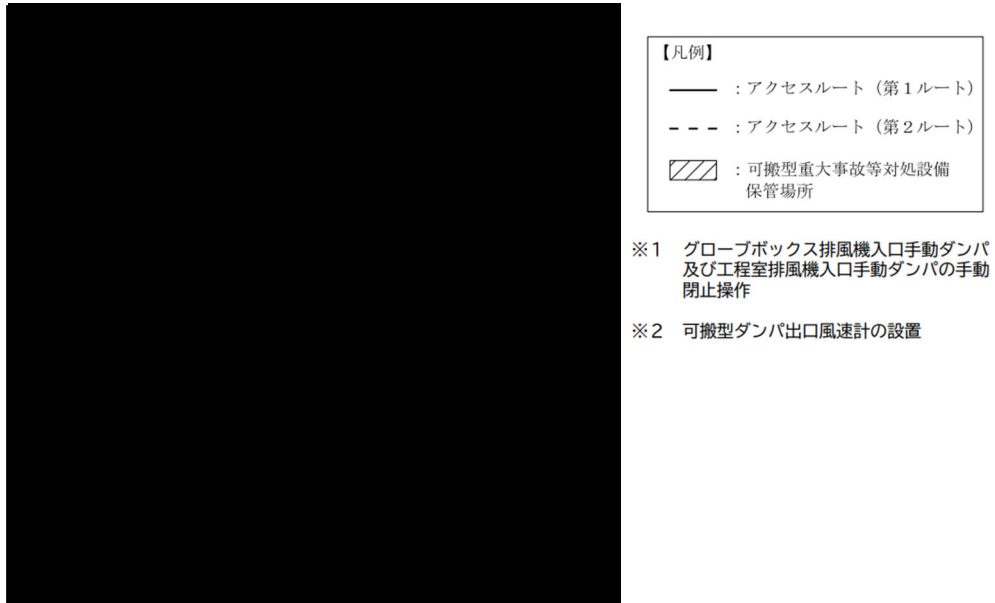 【凡例】
：アクセスルート（第１ルート）
：アクセスルート（第２ルート）
：可搬型重大事故等対処設備
保管場所
※１　グローブボックス排風機入口手動ダンパ
及び工程室排風機入口手動ダンパの手動
閉止操作
※２　可搬型ダンパ出口風速計の設置